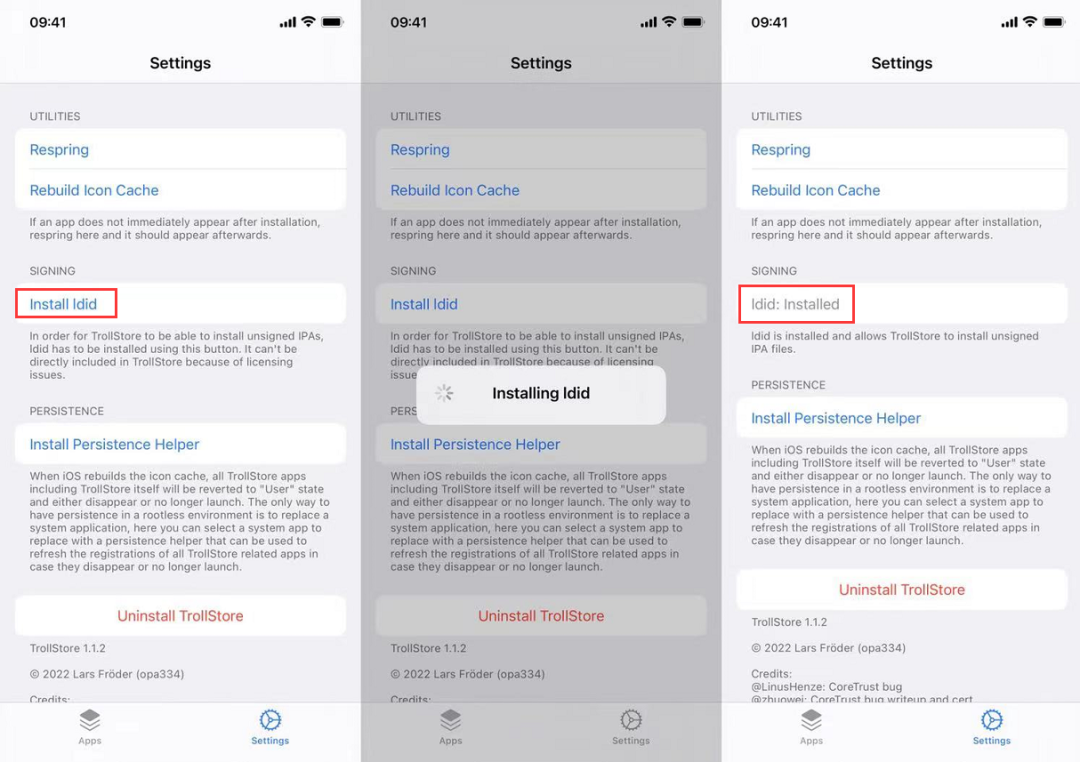 09:41
Settings
UTILITIES
Respring
Rebuild Icon Cache
If an app does not immediately appear after installation,
respring here and it should appear afterwards.
SIGNING
Install ldid
In order for TrollStore to be able to install unsigned IPAs,
ldid has to be installed using this button. It can't be
directly included in TrollStore because of licensing
issues.
PERSISTENCE
Install Persistence Helper
When iOS rebuilds the icon cache, all TrollStore apps
including TrollStore itself will be reverted to "User" state
and either disappear or no longer launch. The only way to
have persistence in a rootless environment is to replace a
system application, here you can select a system app to
replace with a persistence helper that can be used to
refresh the registrations of all TrollStore related apps in
case they disappear or no longer launch.
Uninstall TrollStore
TrollStore 1.1.2
© 2022 Lars Fröder (opa334)
Credits:
Apps
Settings
09:41
Settings
UTILITIES
Respring
Rebuild Icon Cache
If an app does not immediately appear after installation,
respring here and it should appear afterwards.
SIGNING
Install ldid
In order for TrollStore to be able to install unsigned IPAs,
ldid has to be installed using this button. It can't be
directly included in TrollStore because of licensing
issue
Installing ldid
PERS
Install Persistence Helper
When iOS rebuilds the icon cache, all TrollStore apps
including TrollStore itself will be reverted to "User" state
and either disappear or no longer launch. The only way to
have persistence in a rootless environment is to replace a
system application, here you can select a system app to
replace with a persistence helper that can be used to
refresh the registrations of all TrollStore related apps in
case they disappear or no longer launch.
Uninstall TrollStore
TrollStore 1.1.2
© 2022 Lars Fröder (opa334)
Credits:
Apps
Settings
09:41
Settings
UTILITIES
Respring
Rebuild Icon Cache
If an app does not immediately appear after installation,
respring here and it should appear afterwards.
SIGNING
ldid: Installed
ldid is installed and allows TrollStore to install unsigned
IPA files.
PERSISTENCE
Install Persistence Helper
When iOS rebuilds the icon cache, all TrollStore apps
including TrollStore itself will be reverted to "User" state
and either disappear or no longer launch. The only way to
have persistence in a rootless environment is to replace a
system application, here you can select a system app to
replace with a persistence helper that can be used to
refresh the registrations of all TrollStore related apps in
case they disappear or no longer launch.
Uninstall TrollStore
TrollStore 1.1.2
© 2022 Lars Fröder (opa334)
Credits:
@LinusHenze: CoreTrust bug
@zhuowei: CoreTrust bug writeup and cert
Apps
Settings